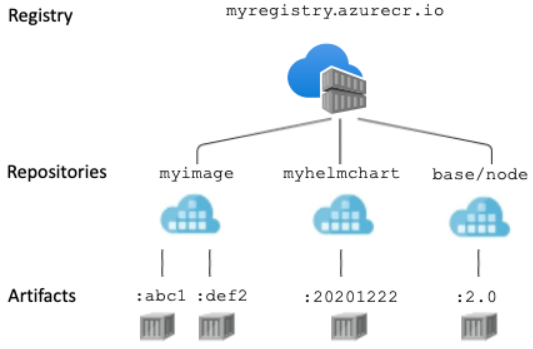 Registry myregistry.azurecr.io
Repositories myimage myhelmchart base/node
Artifacts :abc1 :def2 :20201222 :2.0